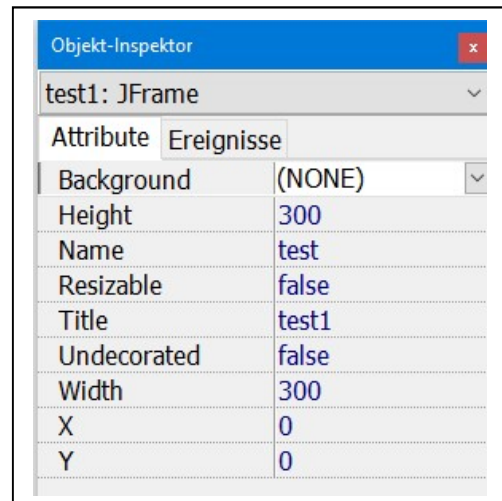 Objekt-Inspektor x
test1: JFrame
Attribute Ereignisse
Background (NONE)
Height 300
Name test
Resizable false
Title test1
Undecorated false
Width 300
X 0
Y 0